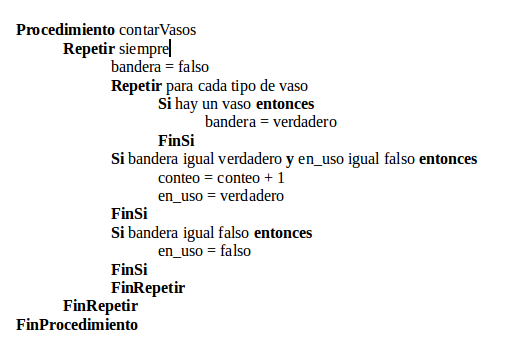 Procedimiento contarVasos
Repetir siempre
bandera = falso
Repetir para cada tipo de vaso
Si hay un vaso entonces
bandera = verdadero
FinSi
Si bandera igual verdadero y en_uso igual falso entonces
conteo = conteo + 1
en_uso = verdadero
FinSi
Si bandera igual falso entonces
en_uso = falso
FinSi
FinRepetir
FinRepetir
FinProcedimiento